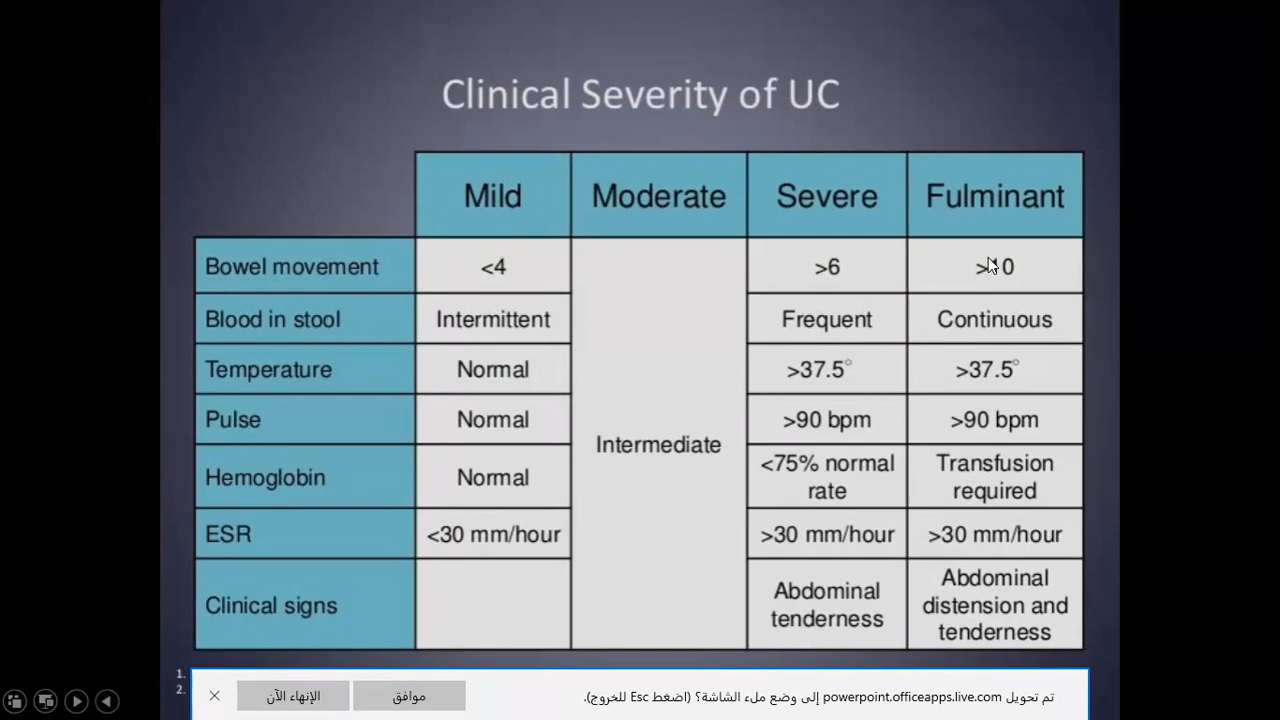 Clinical Severity of UC
Mild Moderate Severe Fulminant
Bowel movement <4 >6 >10
Blood in stool Intermittent Frequent Continuous
Temperature Normal >37.5° >37.5°
Pulse Normal >90 bpm >90 bpm
Intermediate
Hemoglobin Normal <75% normal rate Transfusion required
ESR <30 mm/hour >30 mm/hour >30 mm/hour
Clinical signs Abdominal tenderness Abdominal distension and tenderness
1.
2.
تم تحويل powerpoint.officeapps.live.com إلى وضع ملء الشاشة؟ (اضغط Esc للخروج).
موافق
الإنهاء الآن